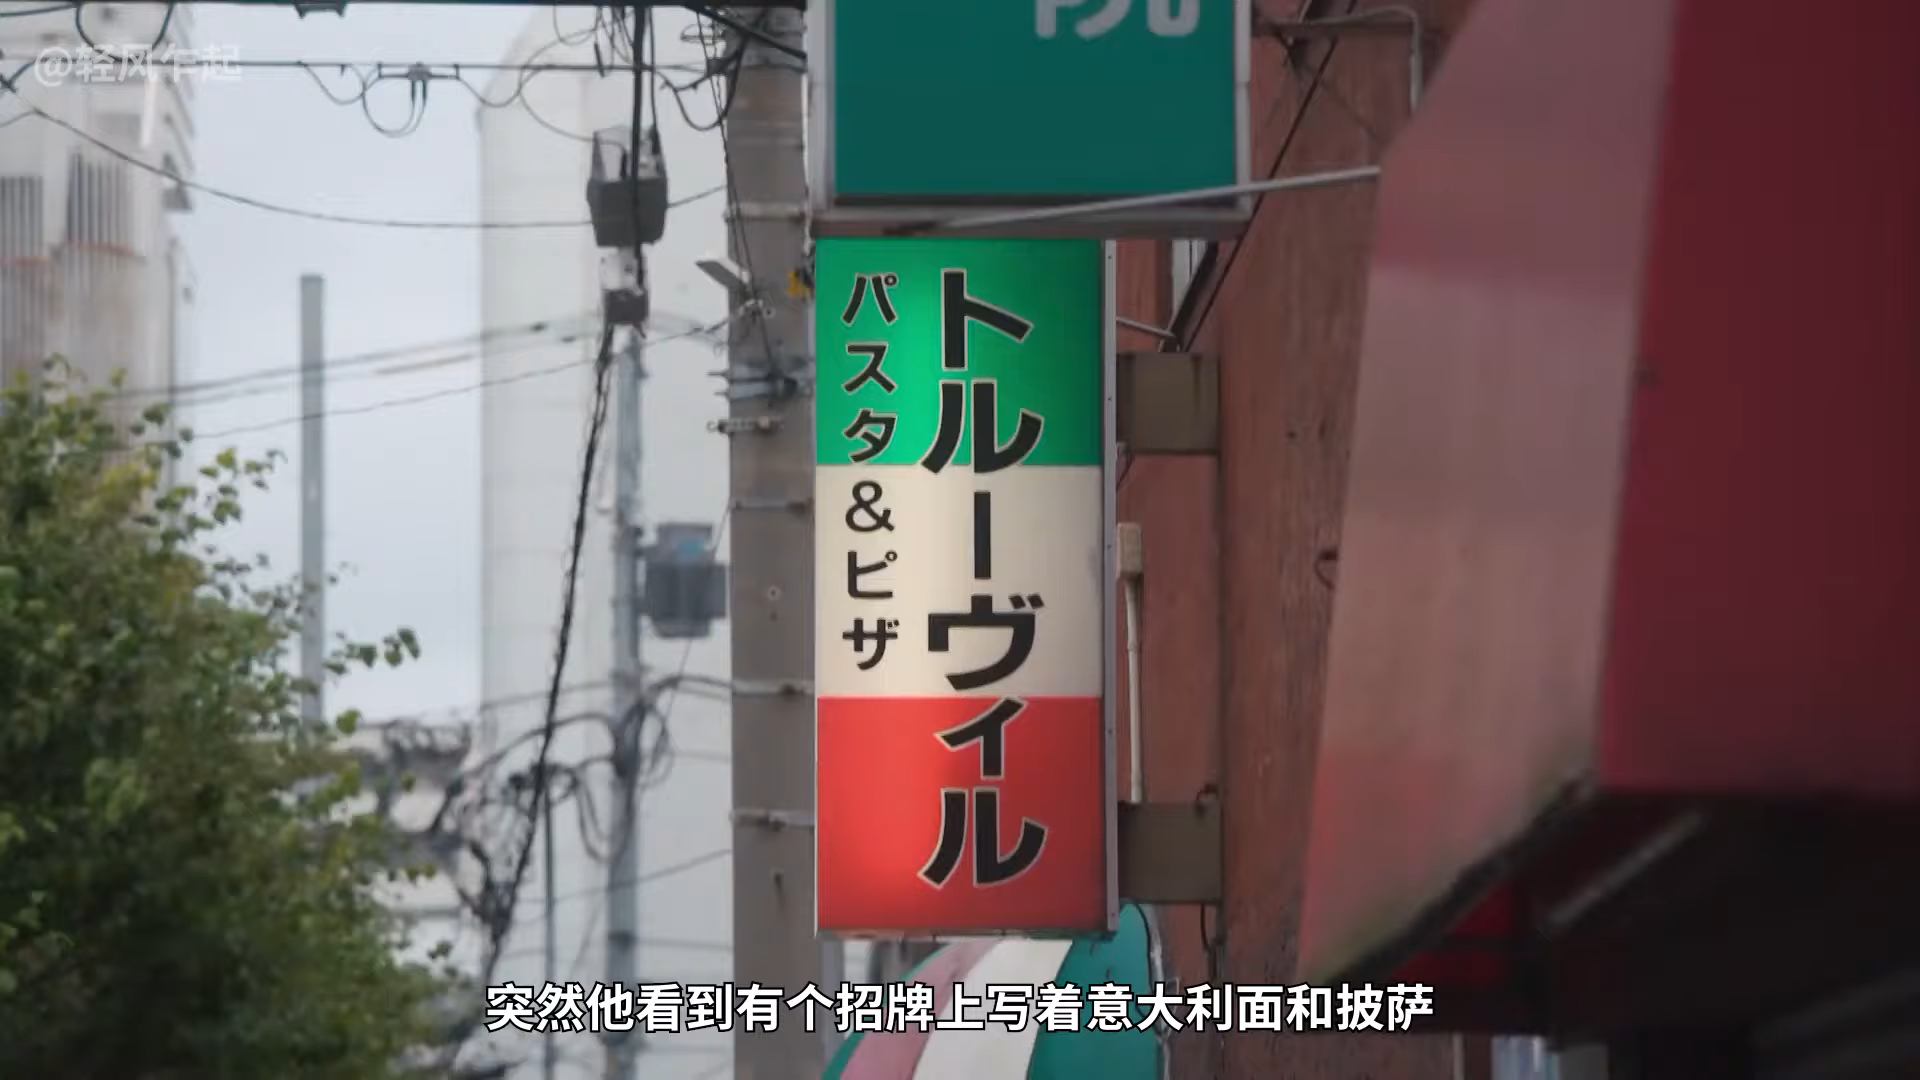 @轻风乍起
トルーヴィル
パスタ&ピザ
突然他看到有个招牌上写着意大利面和披萨